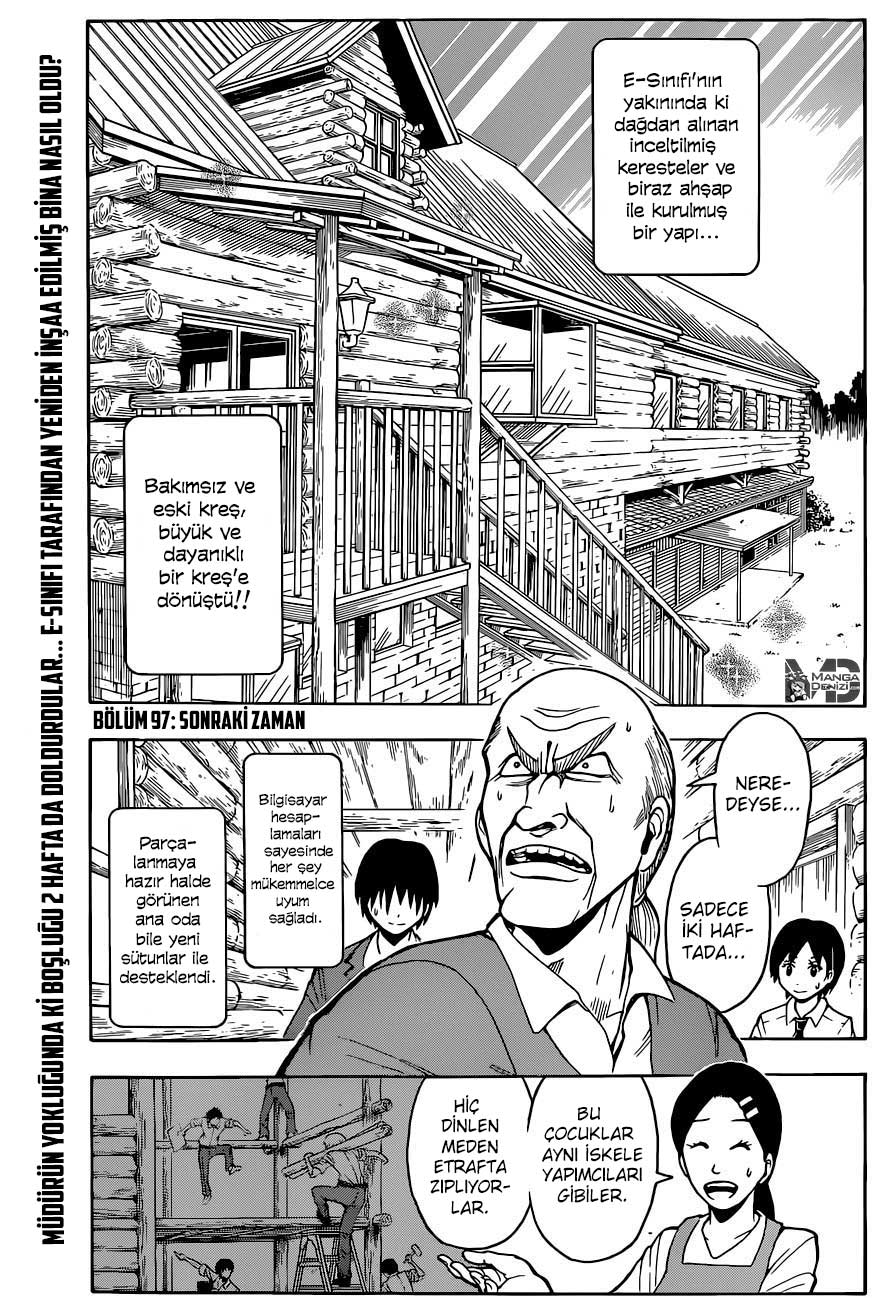 MÜDÜRÜN YOKLUĞUNDA Kİ BOŞLUĞU 2 HAFTADA DOLDURDULAR... E-SINIFI TARAFINDAN YENİDEN İNŞAA EDİLMİŞ BİNA NASIL OLDU?
E-Sınıfı'nın
yakınında ki
dağdan alınan
inceltilmiş
keresteler ve
biraz ahşap
ile kurulmuş
bir yapı...
Bakımsız ve
eski kreş,
büyük ve
dayanıklı
bir kreş'e
dönüştü!!
MANGA
DENİZİ
BÖLÜM 97: SONRAKİ ZAMAN
NERE-
DEYSE...
SADECE
İKİ HAF-
TADA...
Bilgisayar
hesap-
lamaları
sayesinde
her şey
mükemmelce
uyum
sağladı.
Parça-
lanmaya
hazır halde
görünen
ana oda
bile yeni
sütunlar ile
desteklendi.
BU
ÇOCUKLAR
AYNI İSKELE
YAPIMCILARI
GİBİLER.
HİÇ
DİNLEN
MEDEN
ETRAFTA
ZIPLIYOR-
LAR.